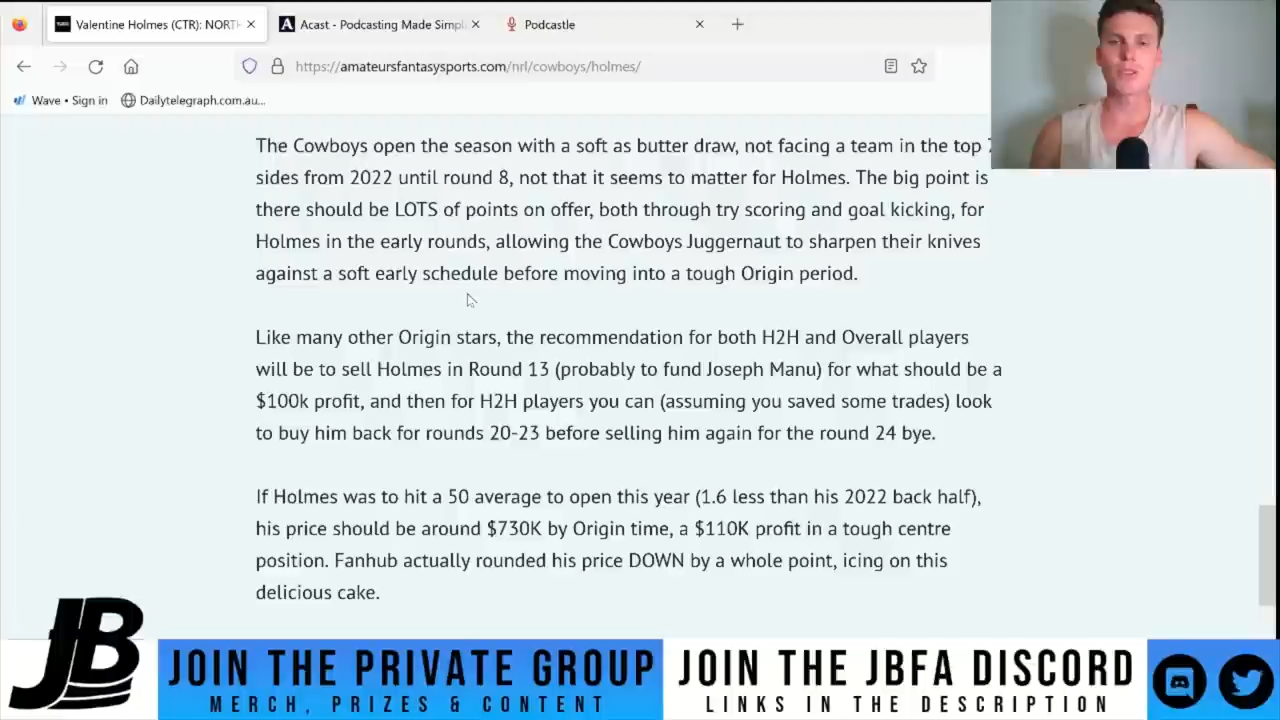 Valentine Holmes (CTR): NORTH
Acast - Podcasting Made Simpl
Podcastle
https://amateursfantasysports.com/nrl/cowboys/holmes/
Wave • Sign in
Dailytelegraph.com.au...
The Cowboys open the season with a soft as butter draw, not facing a team in the top 7
sides from 2022 until round 8, not that it seems to matter for Holmes. The big point is
there should be LOTS of points on offer, both through try scoring and goal kicking, for
Holmes in the early rounds, allowing the Cowboys Juggernaut to sharpen their knives
against a soft early schedule before moving into a tough Origin period.
Like many other Origin stars, the recommendation for both H2H and Overall players
will be to sell Holmes in Round 13 (probably to fund Joseph Manu) for what should be a
$100k profit, and then for H2H players you can (assuming you saved some trades) look
to buy him back for rounds 20-23 before selling him again for the round 24 bye.
If Holmes was to hit a 50 average to open this year (1.6 less than his 2022 back half),
his price should be around $730K by Origin time, a $110K profit in a tough centre
position. Fanhub actually rounded his price DOWN by a whole point, icing on this
delicious cake.
JB
JOIN THE PRIVATE GROUP
MERCH, PRIZES & CONTENT
JOIN THE JBFA DISCORD
LINKS IN THE DESCRIPTION